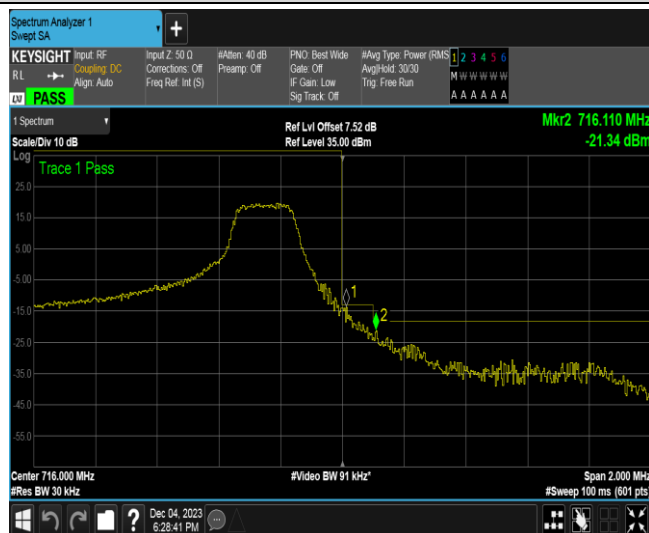 Spectrum Analyzer 1
Swept SA
+
KEYSIGHT
RL
LXI PASS
Input: RF
Coupling: DC
Align: Auto
Input Z: 50 Ω
Corrections: Off
Freq Ref: Int (S)
#Atten: 40 dB
Preamp: Off
PNO: Best Wide
Gate: Off
IF Gain: Low
Sig Track: Off
#Avg Type: Power (RMS
Avg|Hold: 30/30
Trig: Free Run
1 2 3 4 5 6
M W W W W W
A A A A A A
1 Spectrum
Scale/Div 10 dB
Ref Lvl Offset 7.52 dB
Ref Level 35.00 dBm
Mkr2 716.110 MHz
-21.34 dBm
Log
Trace 1 Pass
25.0
15.0
5.00
-5.00
-15.0
-25.0
-35.0
-45.0
-55.0
1
2
Center 716.000 MHz
#Res BW 30 kHz
#Video BW 91 kHz*
Span 2.000 MHz
#Sweep 100 ms (601 pts)
?
Dec 04, 2023
6:28:41 PM